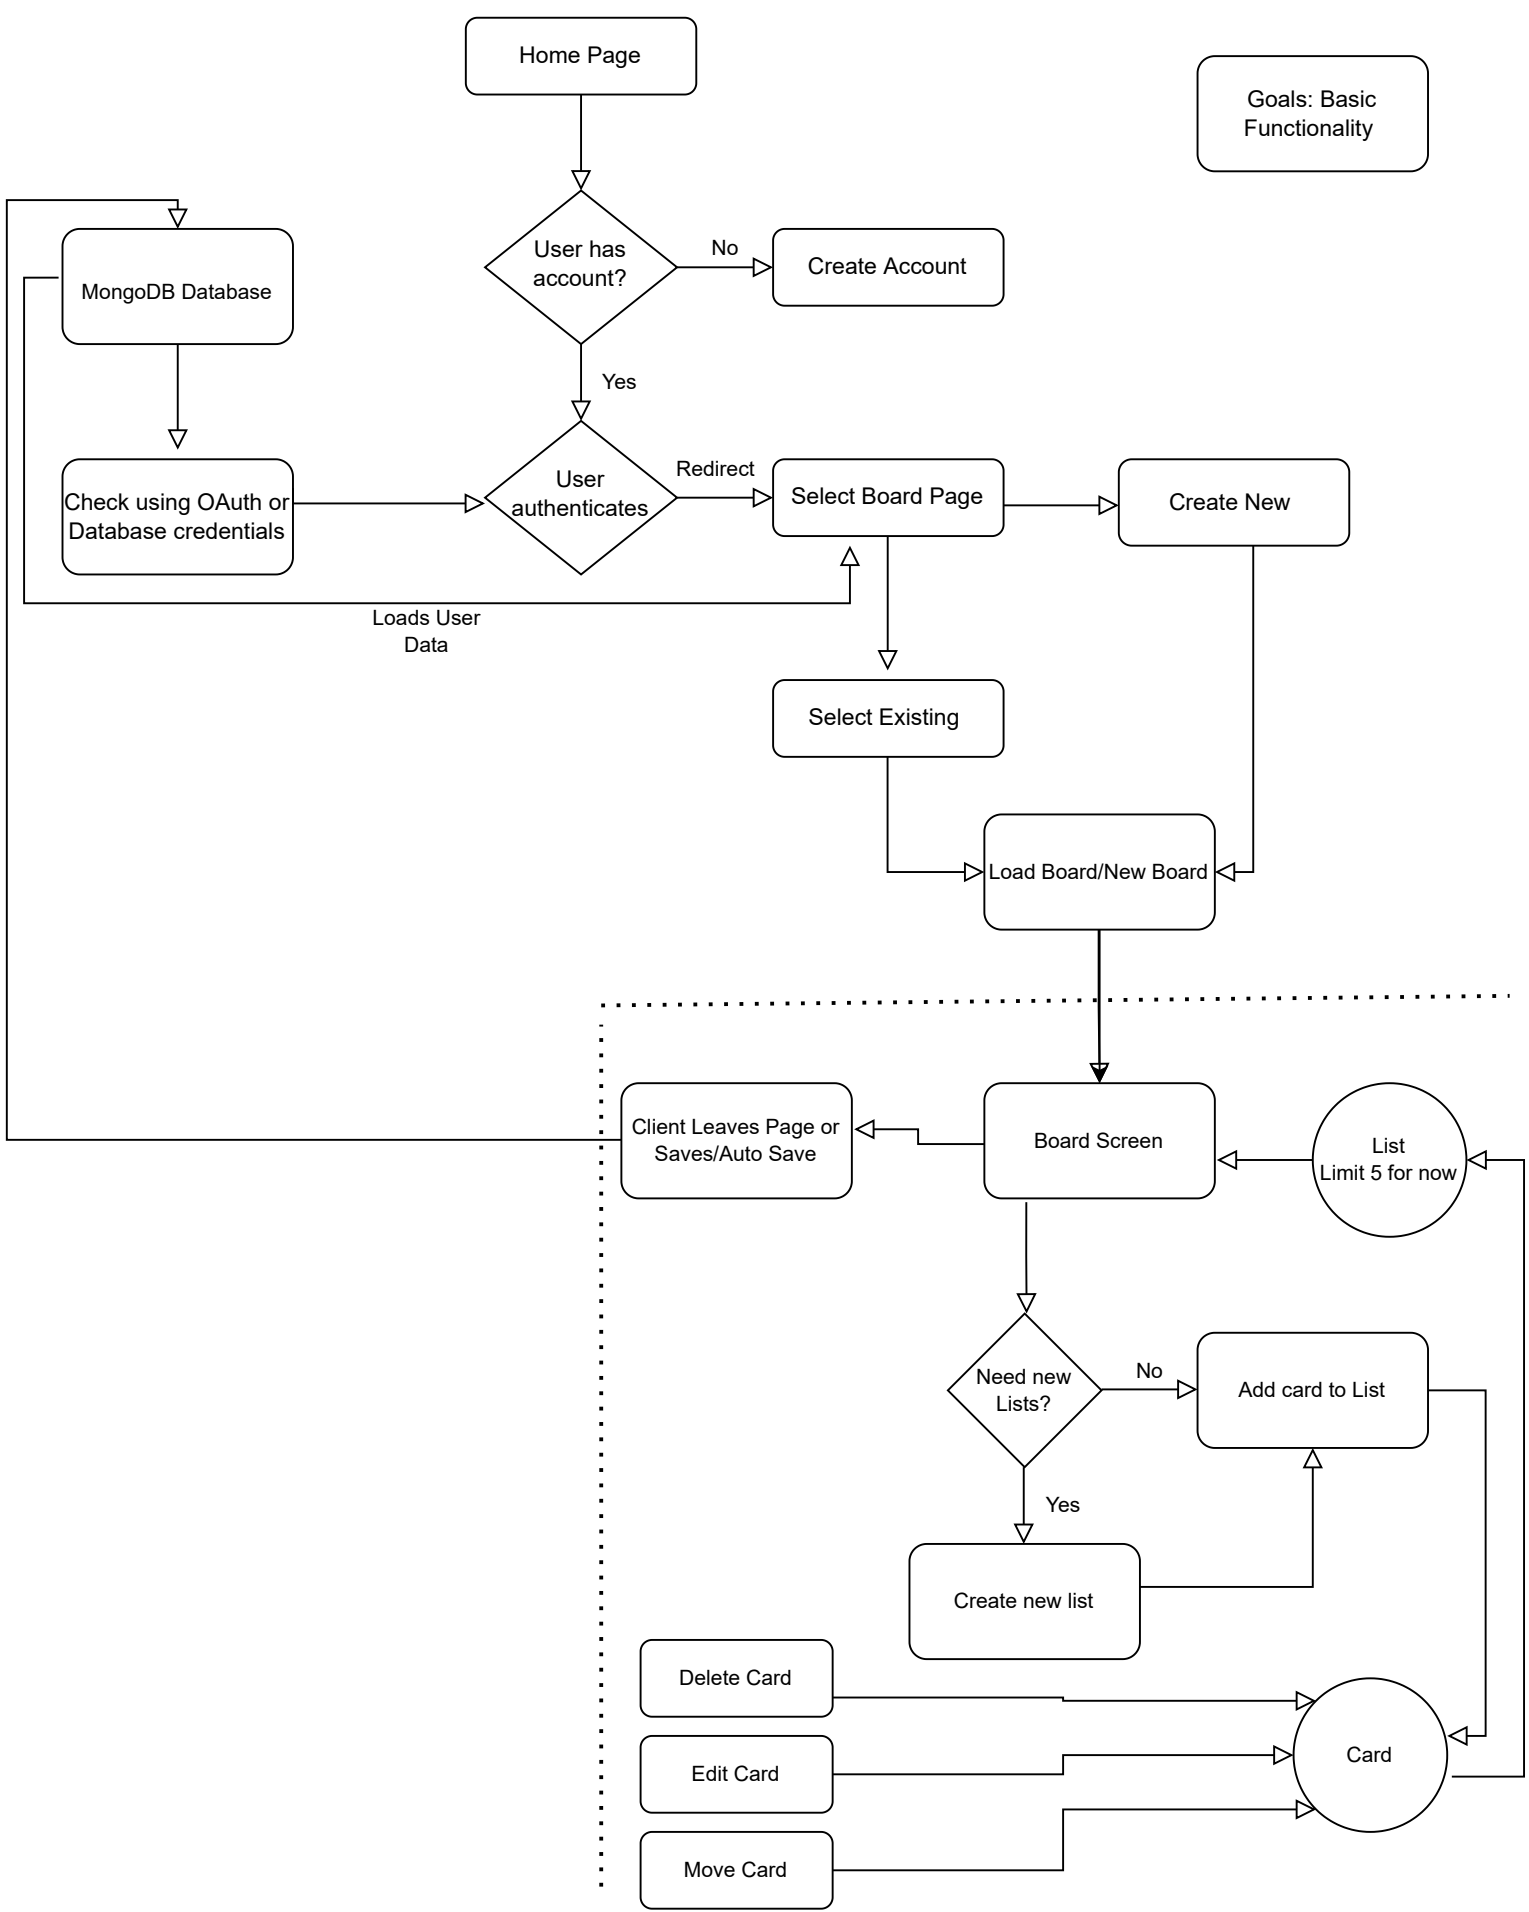 Home Page
Goals: Basic
Functionality
User has
account?
No
Create Account
MongoDB Database
Yes
Check using OAuth or
Database credentials
User
authenticates
Redirect
Select Board Page
Create New
Loads User
Data
Select Existing
Load Board/New Board
Client Leaves Page or
Saves/Auto Save
Board Screen
List
Limit 5 for now
Need new
Lists?
No
Add card to List
Yes
Create new list
Delete Card
Edit Card
Card
Move Card